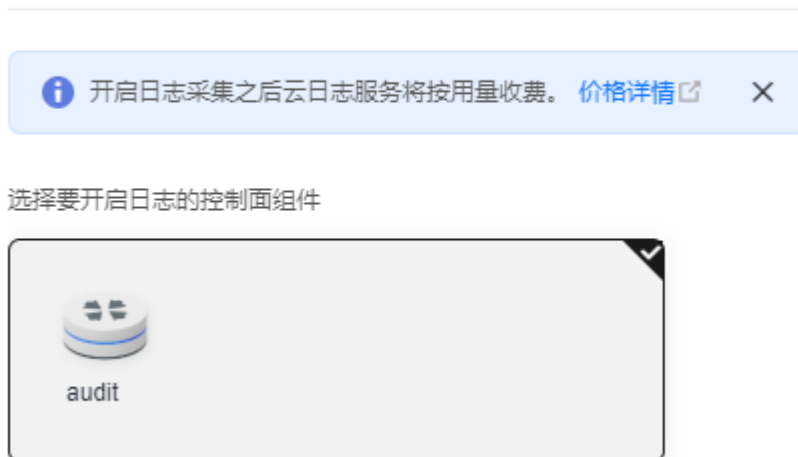 开启日志采集之后云日志服务将按用量收费。 价格详情
选择要开启日志的控制面组件
audit